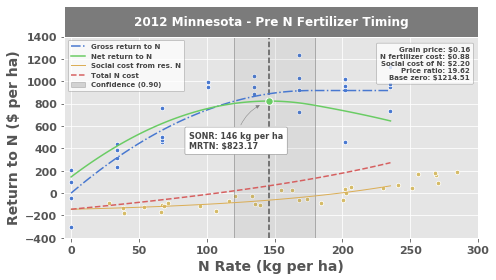 2012 Minnesota - Pre N Fertilizer Timing
Return to N ($ per ha)
1400
1200
1000
800
600
400
200
0
−200
−400
Gross return to N
Net return to N
Social cost from res. N
Total N cost
Confidence (0.90)
Grain price: $0.16
N fertilizer cost: $0.88
Social cost of N: $2.20
Price ratio: 19.62
Base zero: $1214.51
SONR: 146 kg per ha
MRTN: $823.17
0
50
100
150
200
250
300
N Rate (kg per ha)